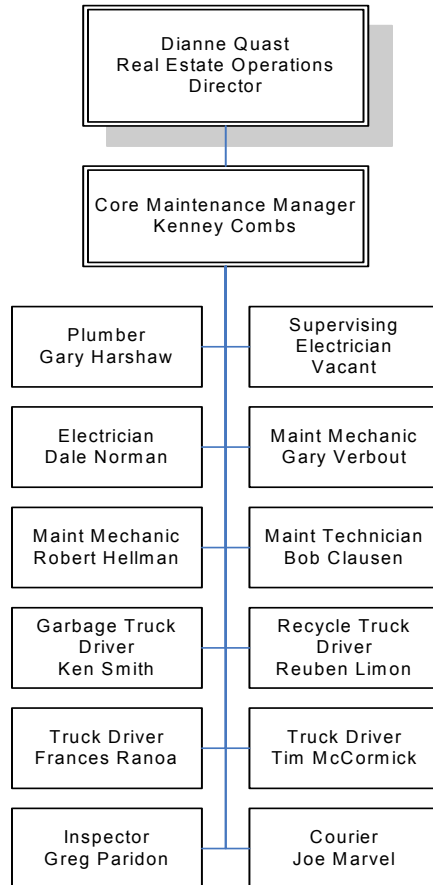 Dianne Quast
Real Estate Operations
Director
Core Maintenance Manager
Kenney Combs
Plumber
Gary Harshaw
Supervising
Electrician
Vacant
Electrician
Dale Norman
Maint Mechanic
Gary Verbout
Maint Mechanic
Robert Hellman
Maint Technician
Bob Clausen
Garbage Truck
Driver
Ken Smith
Recycle Truck
Driver
Reuben Limon
Truck Driver
Frances Ranoa
Truck Driver
Tim McCormick
Inspector
Greg Paridon
Courier
Joe Marvel